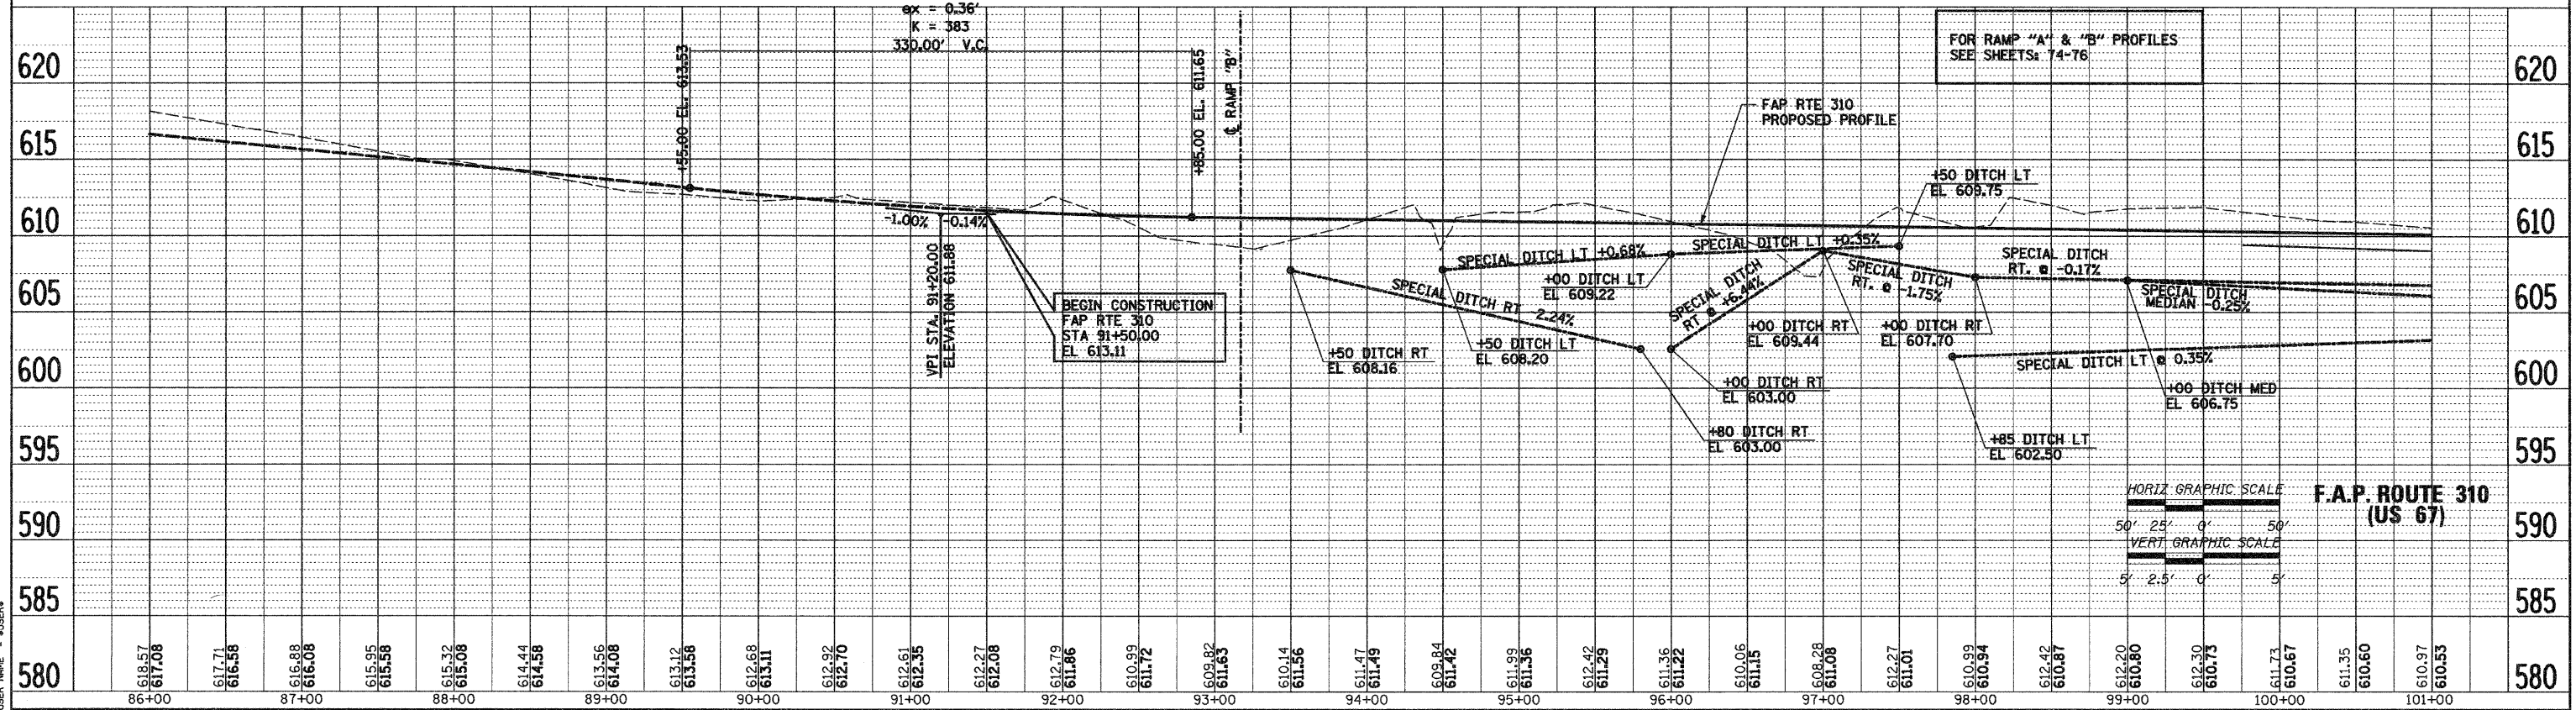 ex = 0.36'
K = 383
330.00' V.C.
+55.00 EL. 613.53
+85.00 EL. 611.65
℄ RAMP "B"
FOR RAMP "A" & "B" PROFILES
SEE SHEETS: 74-76
620
620
615
615
610
610
605
605
600
600
595
595
590
590
585
585
580
580
FAP RTE 310
PROPOSED PROFILE
+50 DITCH LT
EL 609.75
-1.00%
-0.14%
VPI STA. 91+20.00
ELEVATION 611.88
BEGIN CONSTRUCTION
FAP RTE 310
STA 91+50.00
EL 613.11
SPECIAL DITCH LT +0.68%
SPECIAL DITCH LT +0.35%
SPECIAL DITCH RT -2.24%
SPECIAL DITCH
RT @ +6.44%
SPECIAL DITCH
RT. @ -1.75%
SPECIAL DITCH
RT. @ -0.17%
SPECIAL DITCH
MEDIAN -0.25%
SPECIAL DITCH LT @ 0.35%
+00 DITCH LT
EL 609.22
+50 DITCH RT
EL 608.16
+50 DITCH LT
EL 608.20
+00 DITCH RT
EL 609.44
+00 DITCH RT
EL 607.70
+00 DITCH RT
EL 603.00
+80 DITCH RT
EL 603.00
+00 DITCH MED
EL 606.75
+85 DITCH LT
EL 602.50
HORIZ GRAPHIC SCALE
50' 25' 0' 50'
VERT GRAPHIC SCALE
5' 2.5' 0' 5'
F.A.P. ROUTE 310
(US 67)
618.57
617.08
617.71
616.58
616.88
616.08
615.95
615.58
615.32
615.08
614.44
614.58
613.56
614.08
613.12
613.58
612.68
613.11
612.92
612.70
612.61
612.35
612.27
612.08
612.79
611.86
610.99
611.72
609.82
611.63
610.14
611.56
611.47
611.49
609.84
611.42
611.99
611.36
612.42
611.29
611.36
611.22
610.06
611.15
608.28
611.08
612.27
611.01
610.99
610.94
612.42
610.87
612.20
610.80
612.30
610.73
611.73
610.67
611.35
610.60
610.97
610.53
86+00 87+00 88+00 89+00 90+00 91+00 92+00 93+00 94+00 95+00 96+00 97+00 98+00 99+00 100+00 101+00